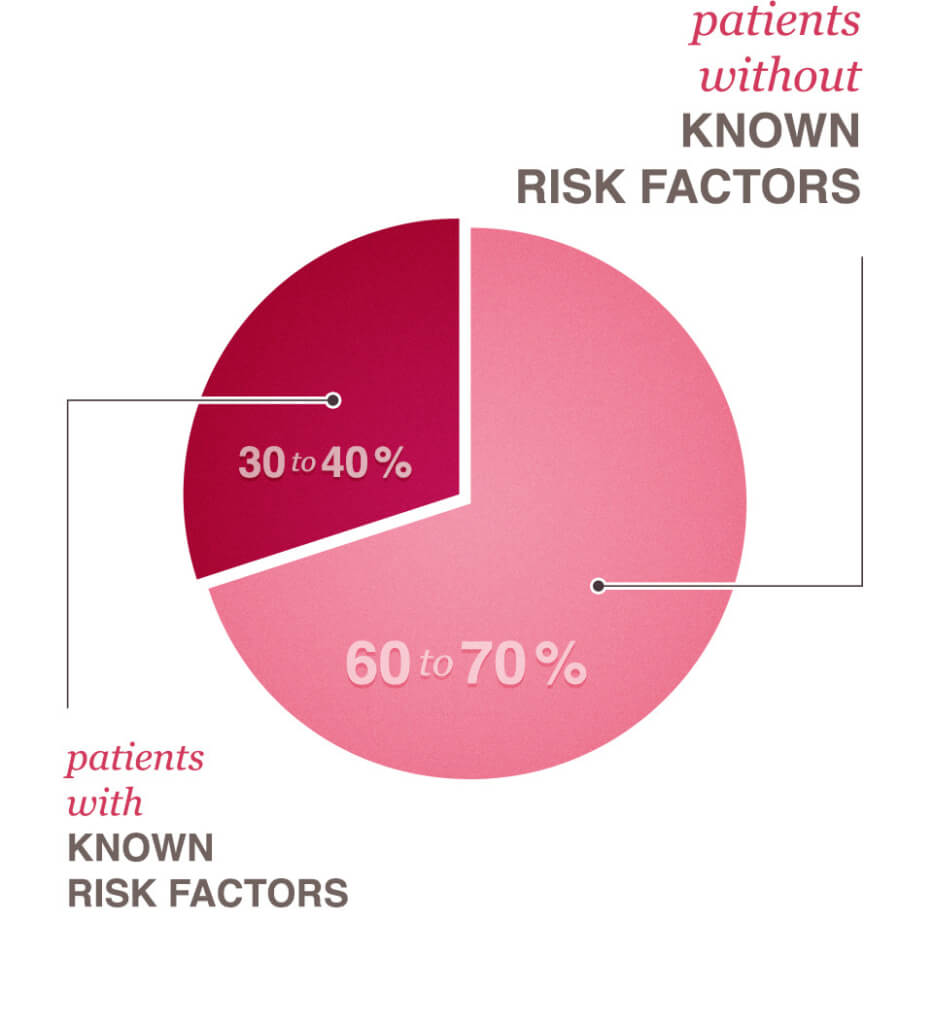 patients
without
KNOWN
RISK FACTORS
30 to 40 %
60 to 70 %
patients
with
KNOWN
RISK FACTORS